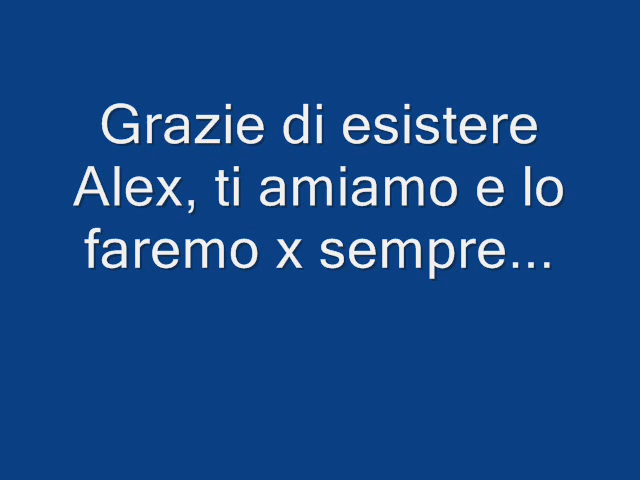 Grazie di esistere
Alex, ti amiamo e lo
faremo x sempre...